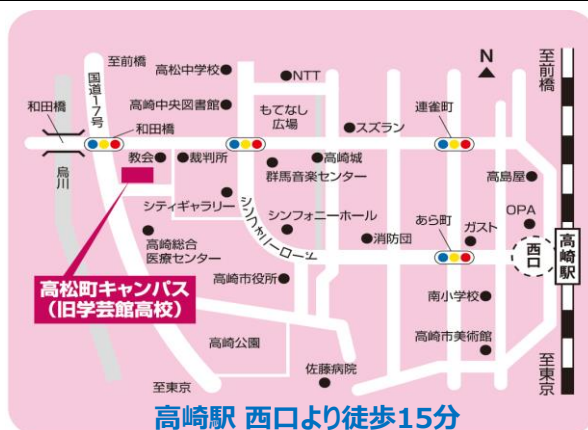 至前橋
国道17号
高松中学校
NTT
N
至前橋
和田橋
高崎中央図書館
もてなし
広場
連雀町
和田橋
スズラン
烏川
教会
裁判所
高崎城
群馬音楽センター
高島屋
シティギャラリー
シンフォニーロード
シンフォニーホール
あら町
ガスト
OPA
高崎総合
医療センター
消防団
西口
高崎駅
高松町キャンパス
(旧学芸館高校)
高崎市役所
南小学校
高崎公園
高崎市美術館
佐藤病院
至東京
至東京
高崎駅 西口より徒歩15分